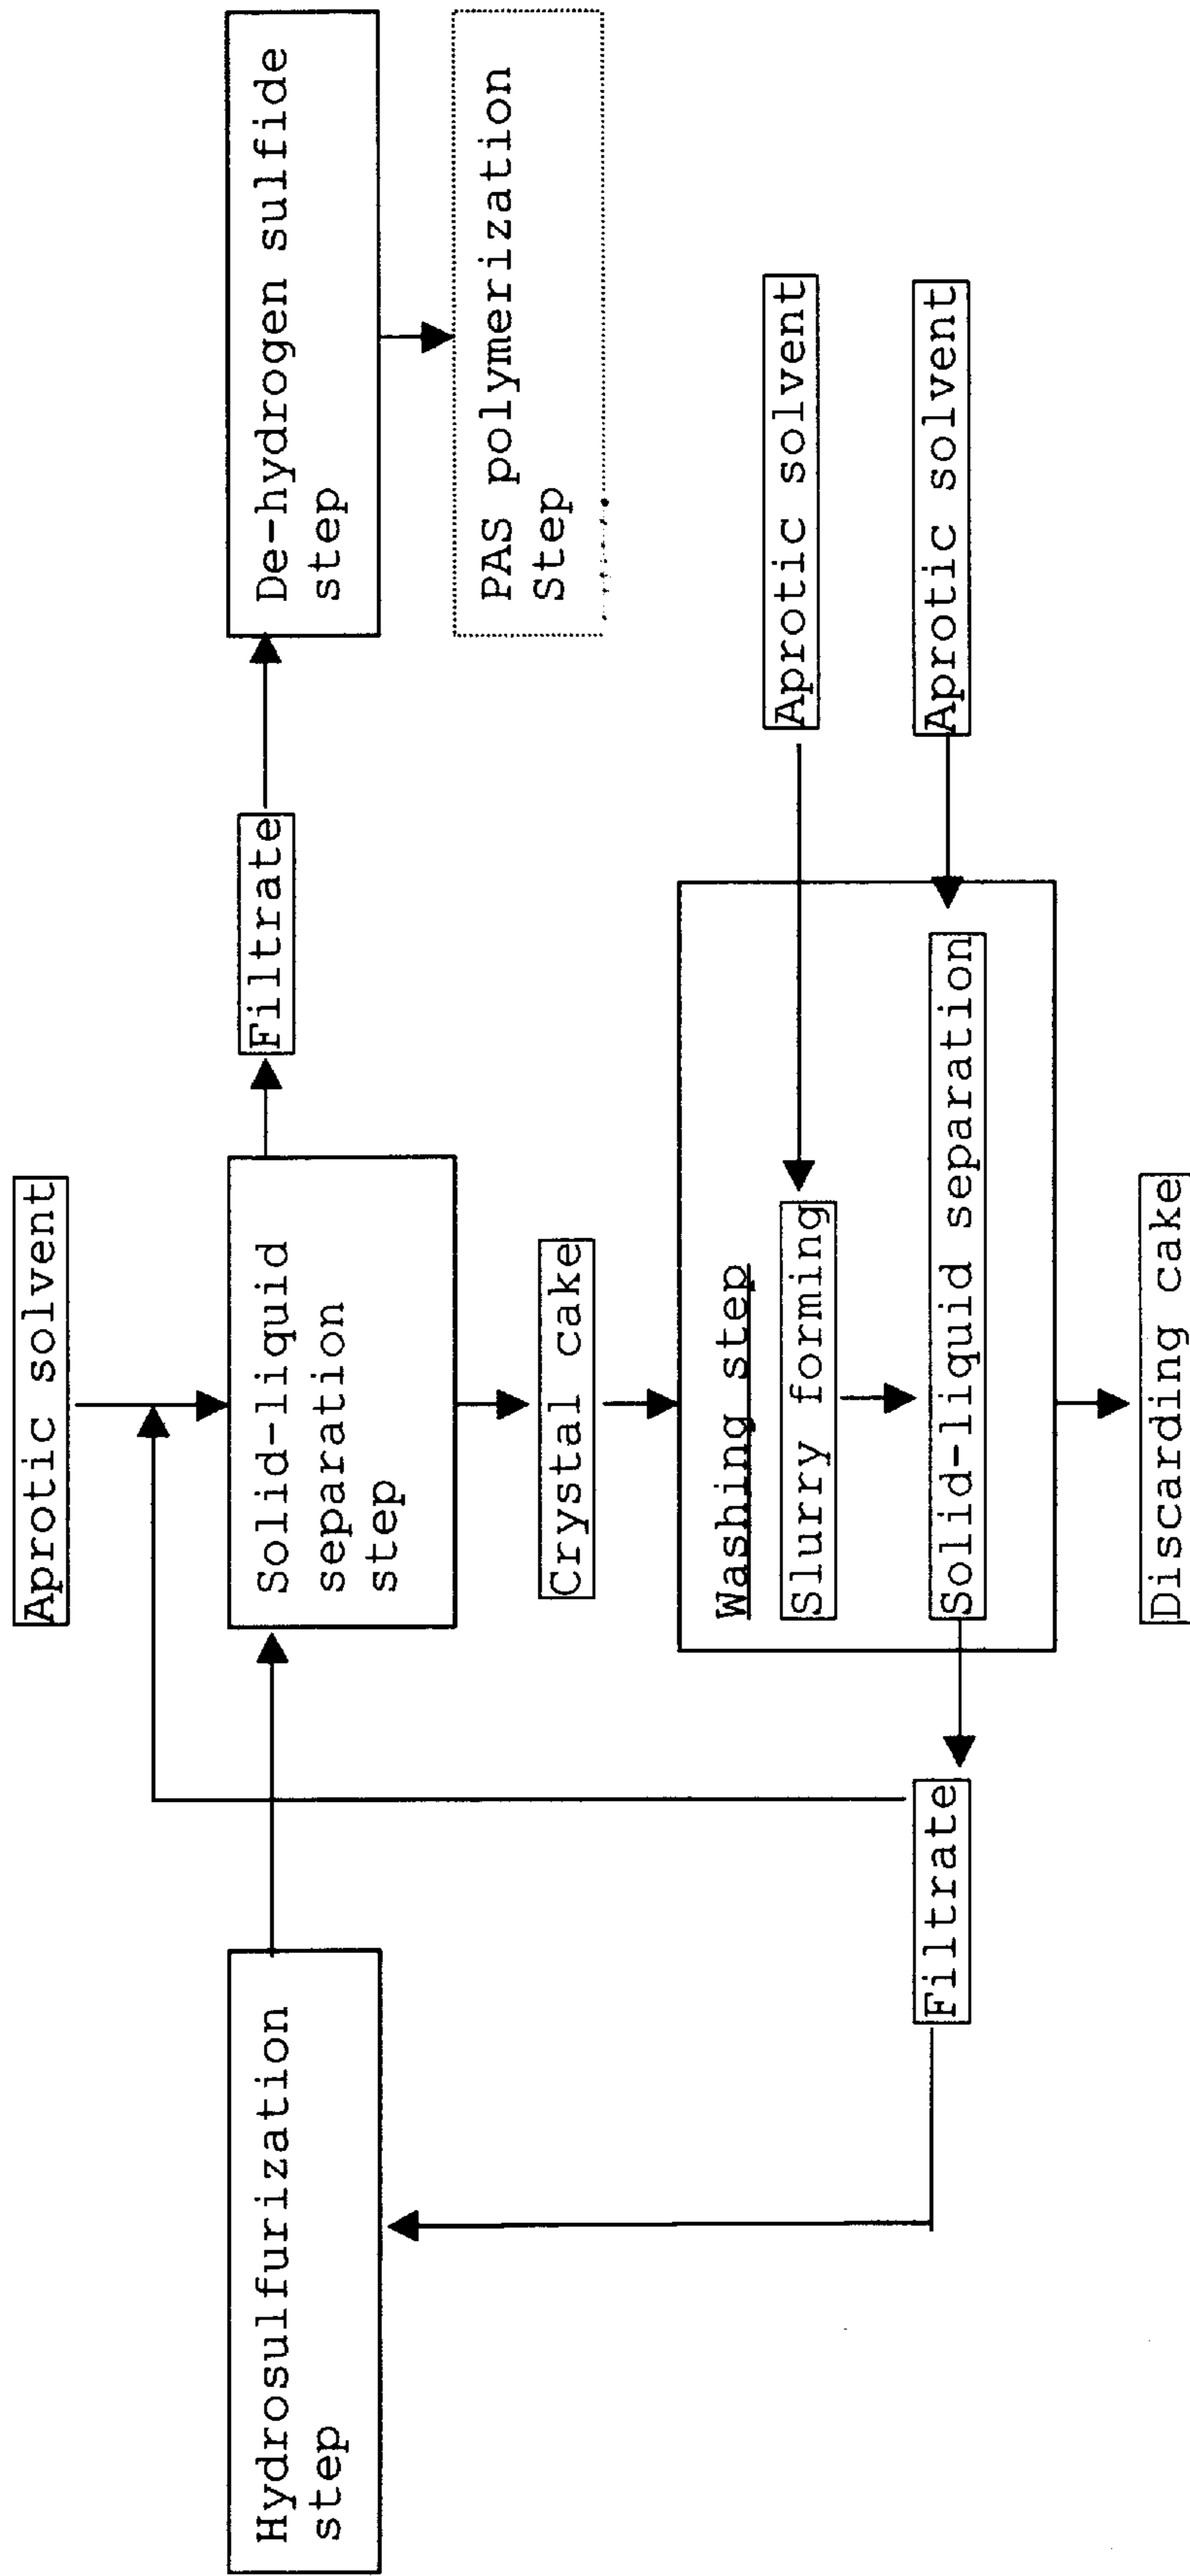 Aprotic solvent
Hydrosulfurization
step
Solid-liquid
separation
step
Filtrate
De-hydrogen sulfide
step
PAS polymerization
Step
Crystal cake
Washing step
Slurry forming
Aprotic solvent
Filtrate
Solid-liquid separation
Aprotic solvent
Discarding cake